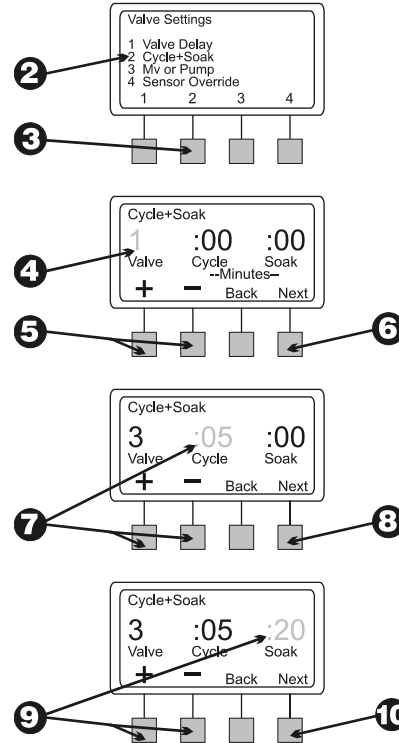 Valve Settings
1 Valve Delay
2 Cycle+Soak
3 Mv or Pump
4 Sensor Override
1 2 3 4
2
3
Cycle+Soak
1 :00 :00
Valve Cycle Soak
--Minutes–
+ − Back Next
4
5
6
Cycle+Soak
3 :05 :00
Valve Cycle Soak
+ − Back Next
7
8
Cycle+Soak
3 :05 :20
Valve Cycle Soak
+ − Back Next
9
10